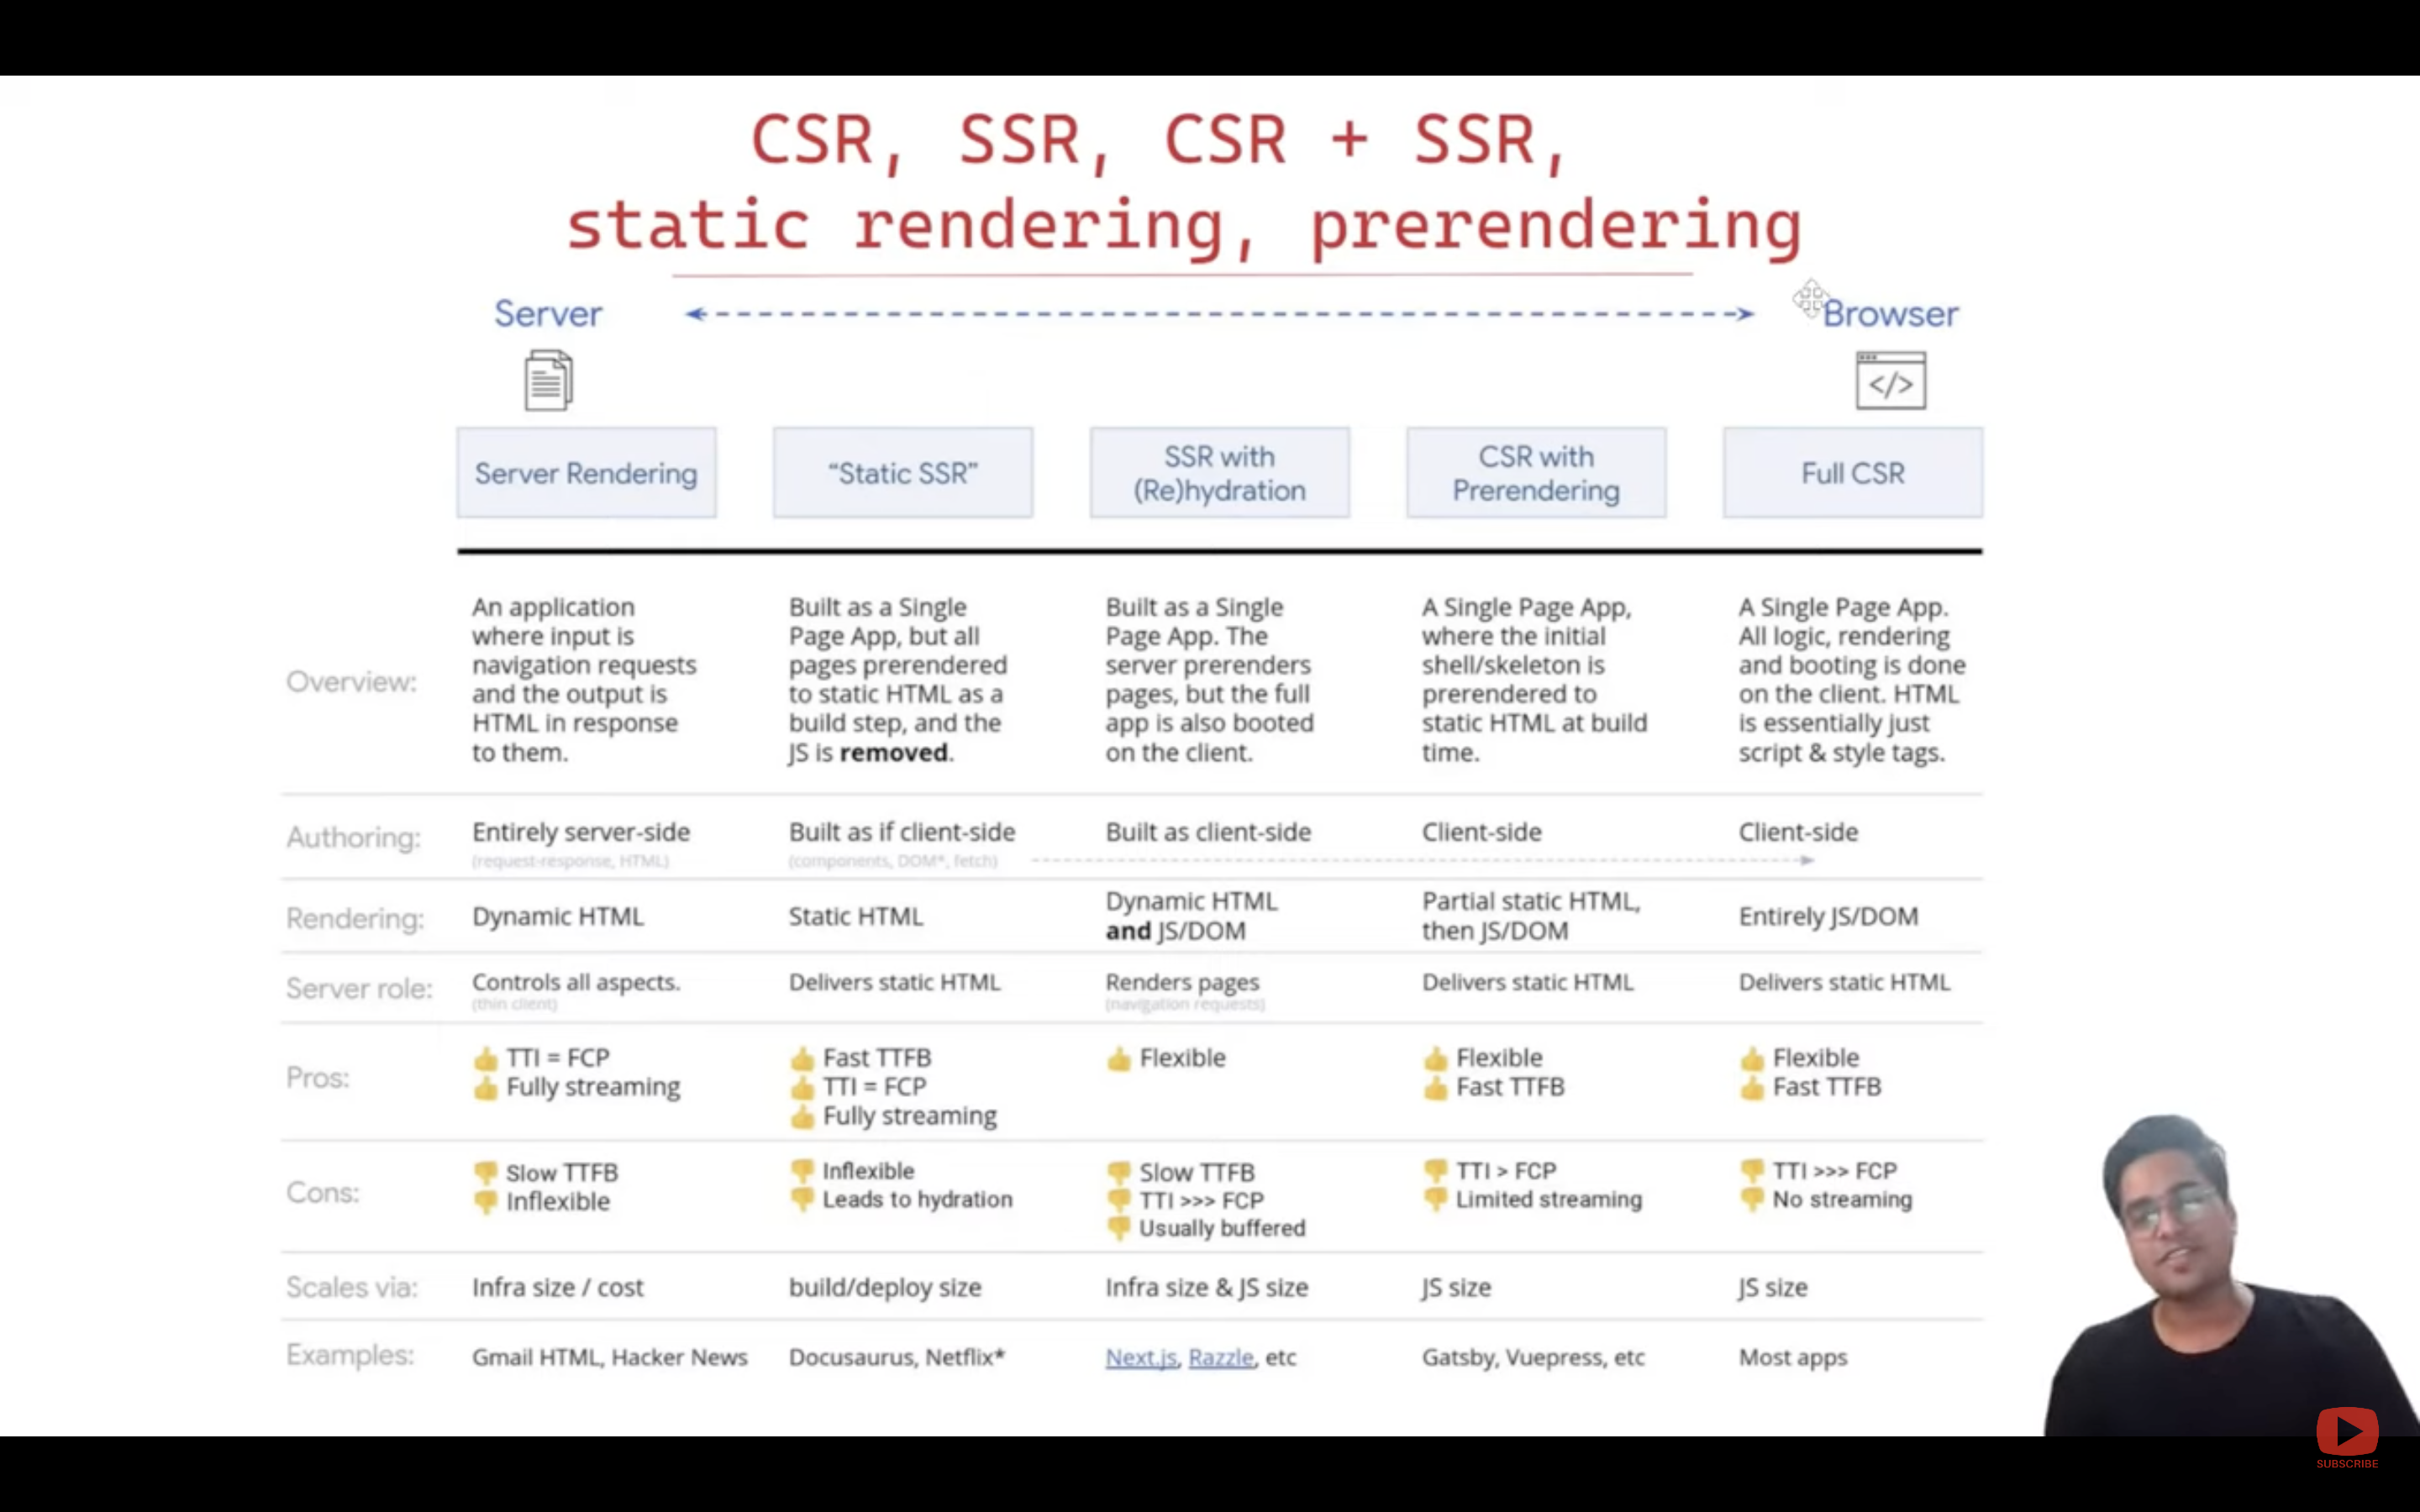 CSR, SSR, CSR + SSR,
static rendering, prerendering
Server
Browser
Server Rendering
“Static SSR”
SSR with
(Re)hydration
CSR with
Prerendering
Full CSR
Overview:
An application
where input is
navigation requests
and the output is
HTML in response
to them.
Built as a Single
Page App, but all
pages prerendered
to static HTML as a
build step, and the
JS is removed.
Built as a Single
Page App. The
server prerenders
pages, but the full
app is also booted
on the client.
A Single Page App,
where the initial
shell/skeleton is
prerendered to
static HTML at build
time.
A Single Page App.
All logic, rendering
and booting is done
on the client. HTML
is essentially just
script & style tags.
Authoring:
Entirely server-side
(request-response, HTML)
Built as if client-side
(components, DOM*, fetch)
Built as client-side
Client-side
Client-side
Rendering:
Dynamic HTML
Static HTML
Dynamic HTML
and JS/DOM
Partial static HTML,
then JS/DOM
Entirely JS/DOM
Server role:
Controls all aspects.
(thin client)
Delivers static HTML
Renders pages
(navigation requests)
Delivers static HTML
Delivers static HTML
Pros:
👍 TTI = FCP
👍 Fully streaming
👍 Fast TTFB
👍 TTI = FCP
👍 Fully streaming
👍 Flexible
👍 Flexible
👍 Fast TTFB
👍 Flexible
👍 Fast TTFB
Cons:
👎 Slow TTFB
👎 Inflexible
👎 Inflexible
👎 Leads to hydration
👎 Slow TTFB
👎 TTI >>> FCP
👎 Usually buffered
👎 TTI > FCP
👎 Limited streaming
👎 TTI >>> FCP
👎 No streaming
Scales via:
Infra size / cost
build/deploy size
Infra size & JS size
JS size
JS size
Examples:
Gmail HTML, Hacker News
Docusaurus, Netflix*
Next.js, Razzle, etc
Gatsby, Vuepress, etc
Most apps
</>
SUBSCRIBE